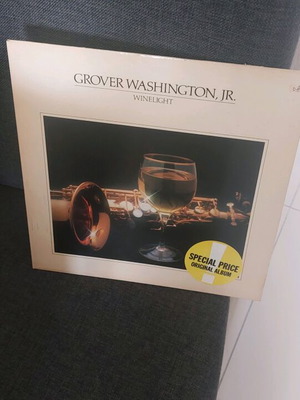 GROVER WASHINGTON, JR.
WINELIGHT
SPECIAL PRICE
ORIGINAL ALBUM